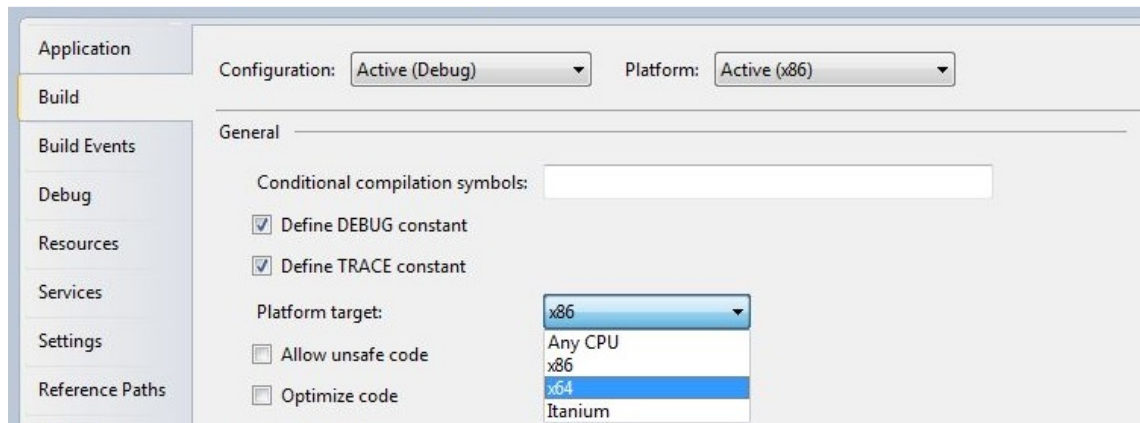 Application
Build
Build Events
Debug
Resources
Services
Settings
Reference Paths
Configuration: Active (Debug) Platform: Active (x86)
General
Conditional compilation symbols:
Define DEBUG constant
Define TRACE constant
Platform target: x86
Any CPU
x86
x64
Itanium
Allow unsafe code
Optimize code